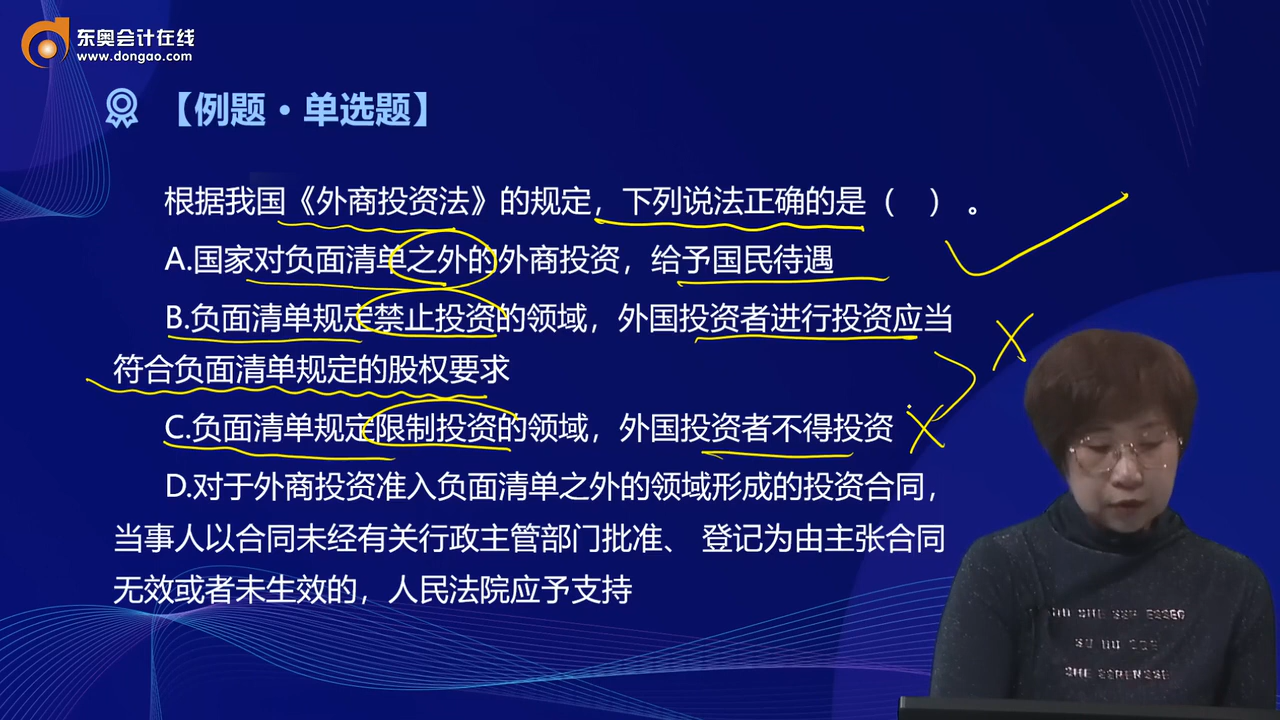 东奥会计在线
www.dongao.com
【例题·单选题】
根据我国《外商投资法》的规定，下列说法正确的是（ ）。
A.国家对负面清单之外的外商投资，给予国民待遇
B.负面清单规定禁止投资的领域，外国投资者进行投资应当
符合负面清单规定的股权要求
C.负面清单规定限制投资的领域，外国投资者不得投资
D.对于外商投资准入负面清单之外的领域形成的投资合同，
当事人以合同未经有关行政主管部门批准、 登记为由主张合同
无效或者未生效的，人民法院应予支持